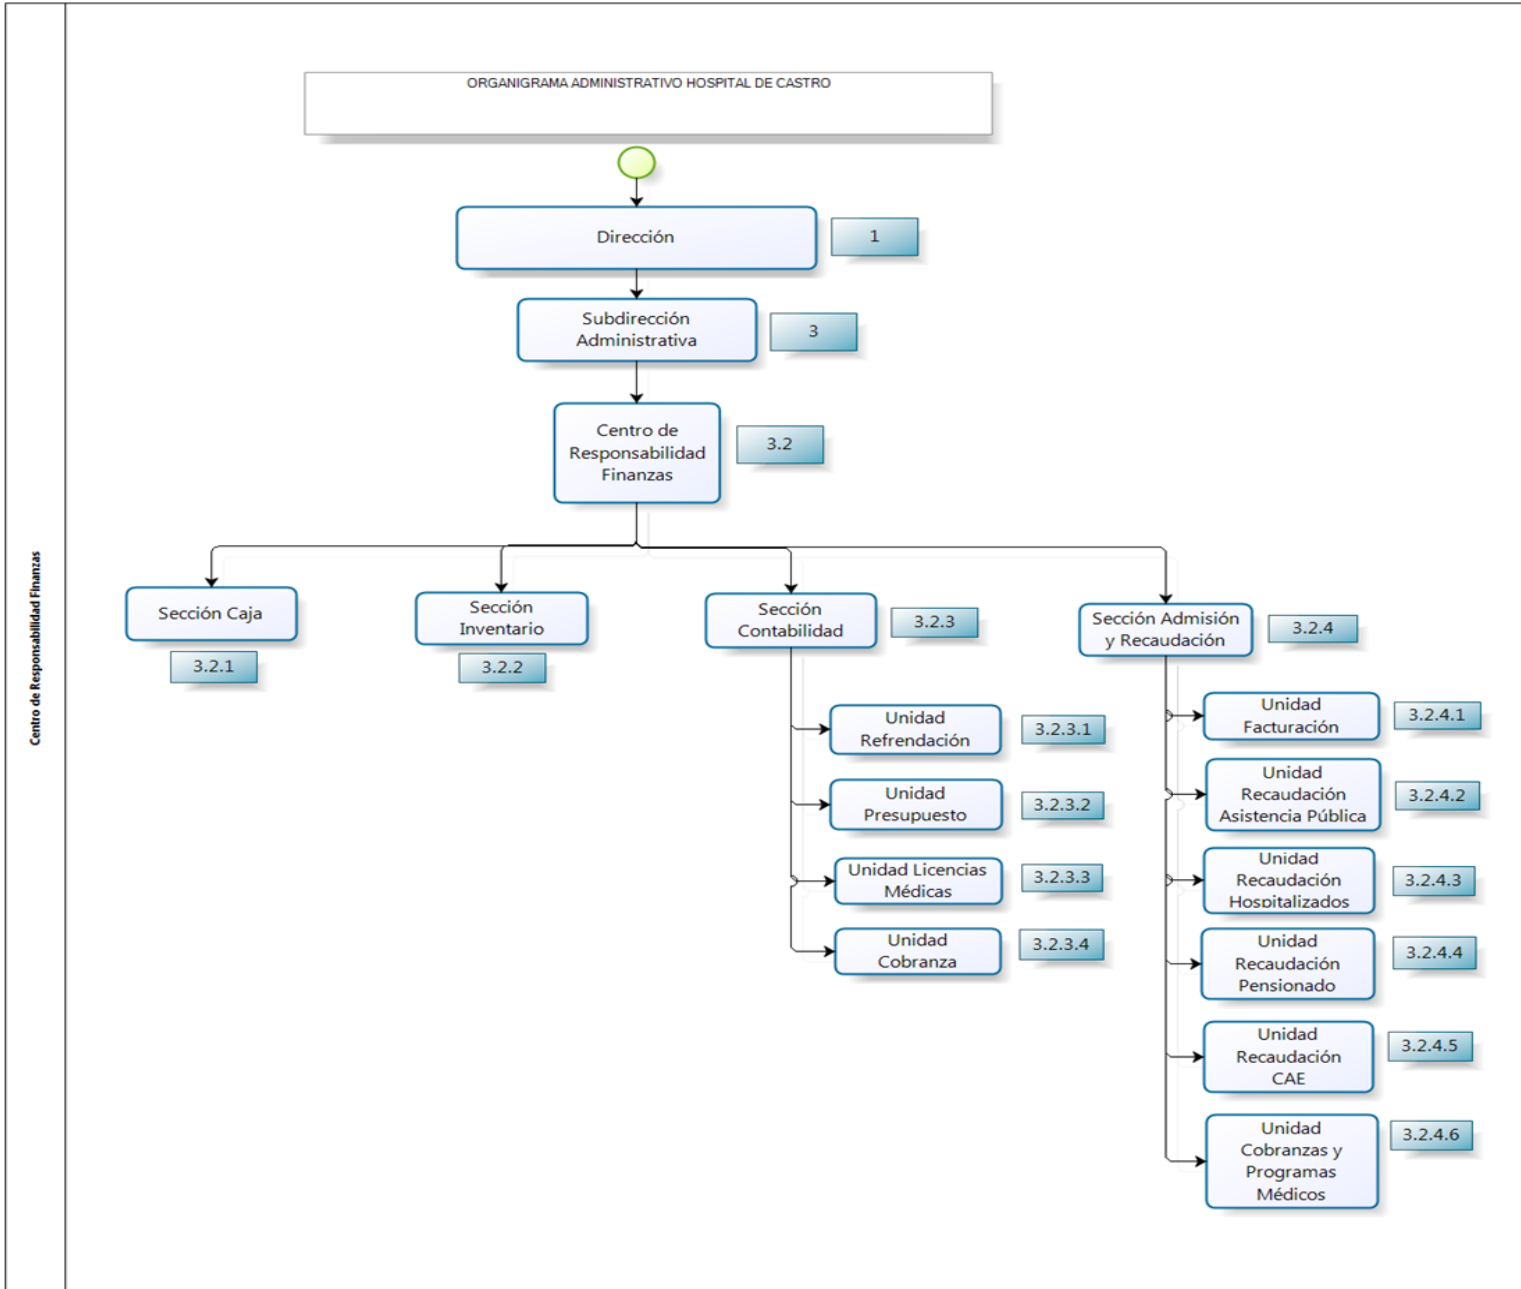 ORGANIGRAMA ADMINISTRATIVO HOSPITAL DE CASTRO
Dirección
1
Subdirección
Administrativa
3
Centro de
Responsabilidad
Finanzas
3.2
Centro de Responsabilidad Finanzas
Sección Caja
3.2.1
Sección
Inventario
3.2.2
Sección
Contabilidad
3.2.3
Unidad
Refrendación
3.2.3.1
Unidad
Presupuesto
3.2.3.2
Unidad Licencias
Médicas
3.2.3.3
Unidad
Cobranza
3.2.3.4
Sección Admisión
y Recaudación
3.2.4
Unidad
Facturación
3.2.4.1
Unidad
Recaudación
Asistencia Pública
3.2.4.2
Unidad
Recaudación
Hospitalizados
3.2.4.3
Unidad
Recaudación
Pensionado
3.2.4.4
Unidad
Recaudación
CAE
3.2.4.5
Unidad
Cobranzas y
Programas
Médicos
3.2.4.6